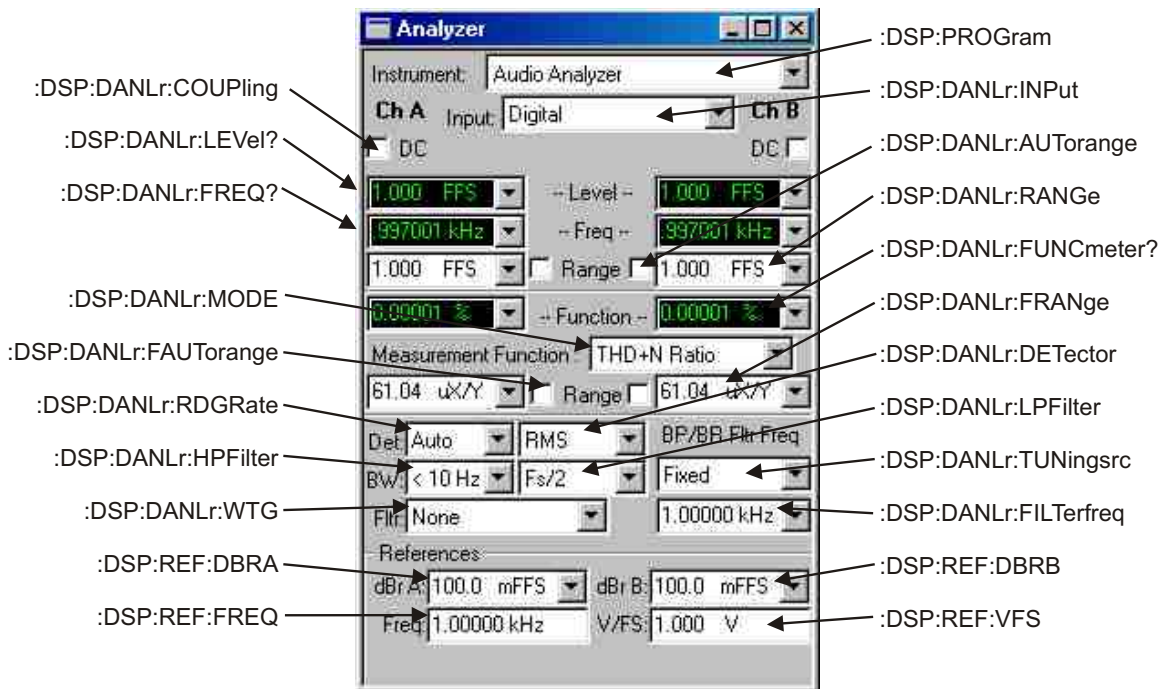 Analyzer
:DSP:PROGram
Instrument: Audio Analyzer
:DSP:DANLr:COUPling
:DSP:DANLr:INPut
Ch A Input: Digital Ch B
:DSP:DANLr:LEVel?
DC DC
:DSP:DANLr:AUTorange
:DSP:DANLr:FREQ?
1.000 FFS -- Level -- 1.000 FFS
:DSP:DANLr:RANGe
.997001 kHz -- Freq -- .997001 kHz
:DSP:DANLr:FUNCmeter?
1.000 FFS Range 1.000 FFS
:DSP:DANLr:MODE
:DSP:DANLr:FRANge
0.00001 % -- Function -- 0.00001 %
:DSP:DANLr:FAUTorange
Measurement Function : THD+N Ratio
:DSP:DANLr:DETector
61.04 uX/Y Range 61.04 uX/Y
:DSP:DANLr:RDGRate
:DSP:DANLr:LPFilter
Det: Auto RMS BP/BR Fltr Freq
:DSP:DANLr:HPFilter
:DSP:DANLr:TUNingsrc
BW: < 10 Hz Fs/2 Fixed
:DSP:DANLr:WTG
:DSP:DANLr:FILTerfreq
Fltr: None 1.00000 kHz
References
:DSP:REF:DBRA
:DSP:REF:DBRB
dBr A: 100.0 mFFS dBr B: 100.0 mFFS
:DSP:REF:FREQ
:DSP:REF:VFS
Freq: 1.00000 kHz V/FS: 1.000 V